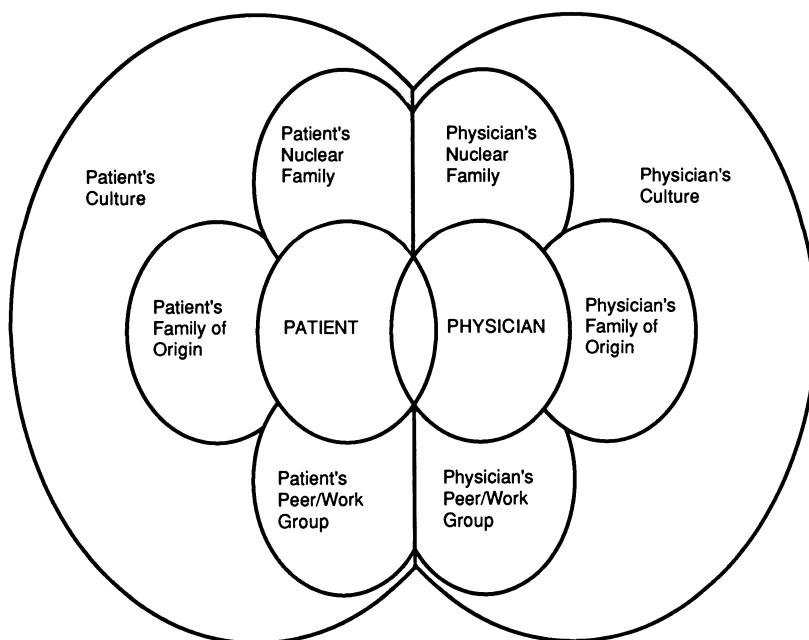 Patient's
Nuclear
Family
Physician's
Nuclear
Family
Patient's
Culture
Physician's
Culture
Patient's
Family of
Origin
PATIENT
PHYSICIAN
Physician's
Family of
Origin
Patient's
Peer/Work
Group
Physician's
Peer/Work
Group